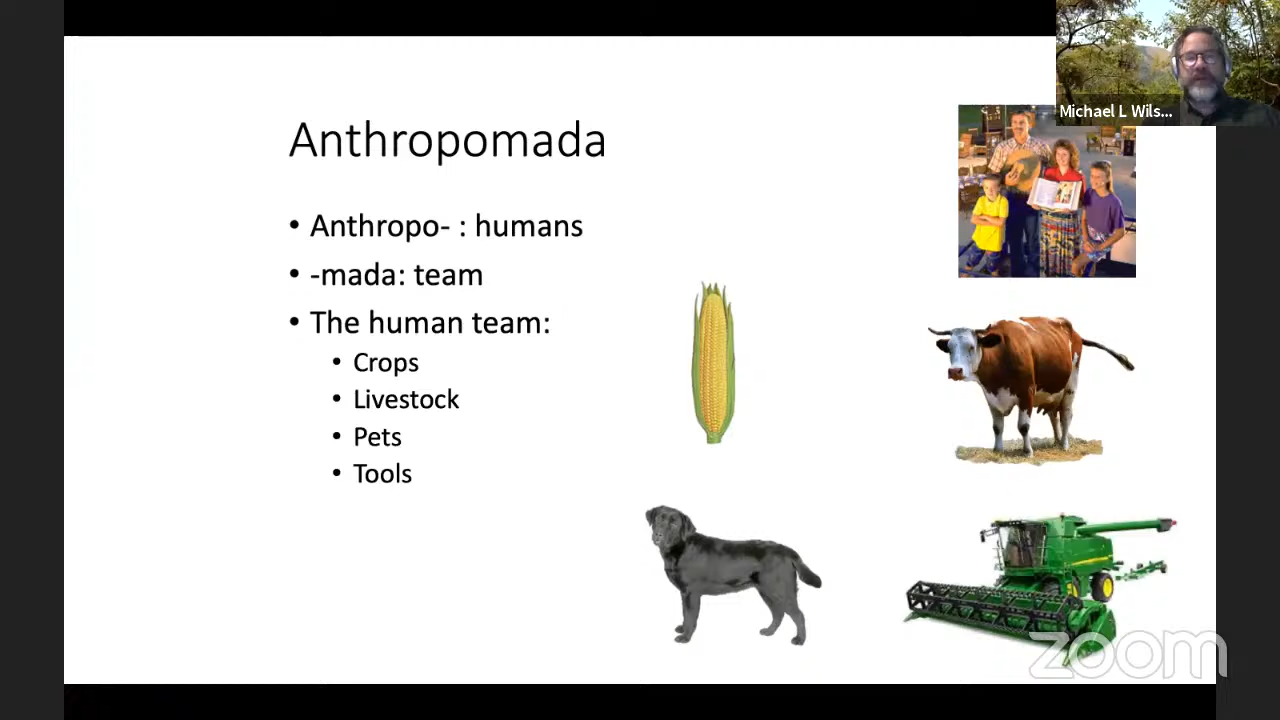 Michael L Wils...
Anthropomada
• Anthropo- : humans
• -mada: team
• The human team:
• Crops
• Livestock
• Pets
• Tools
zoom